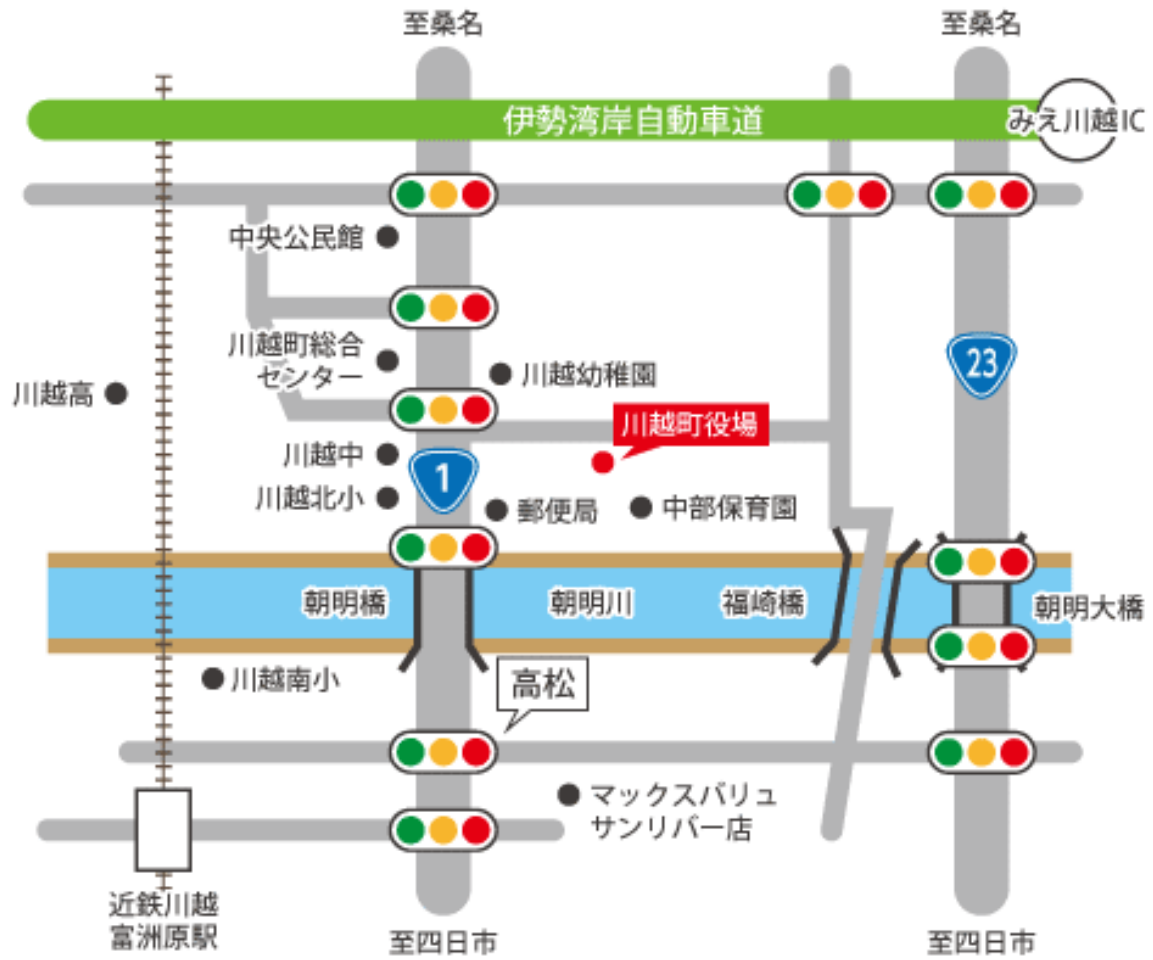 至桑名
至桑名
伊勢湾岸自動車道
みえ川越IC
中央公民館
川越町総合
センター
川越幼稚園
23
川越高
川越町役場
川越中
1
川越北小
郵便局
中部保育園
朝明橋
朝明川
福崎橋
朝明大橋
川越南小
高松
マックスバリュ
サンリバー店
近鉄川越
富洲原駅
至四日市
至四日市